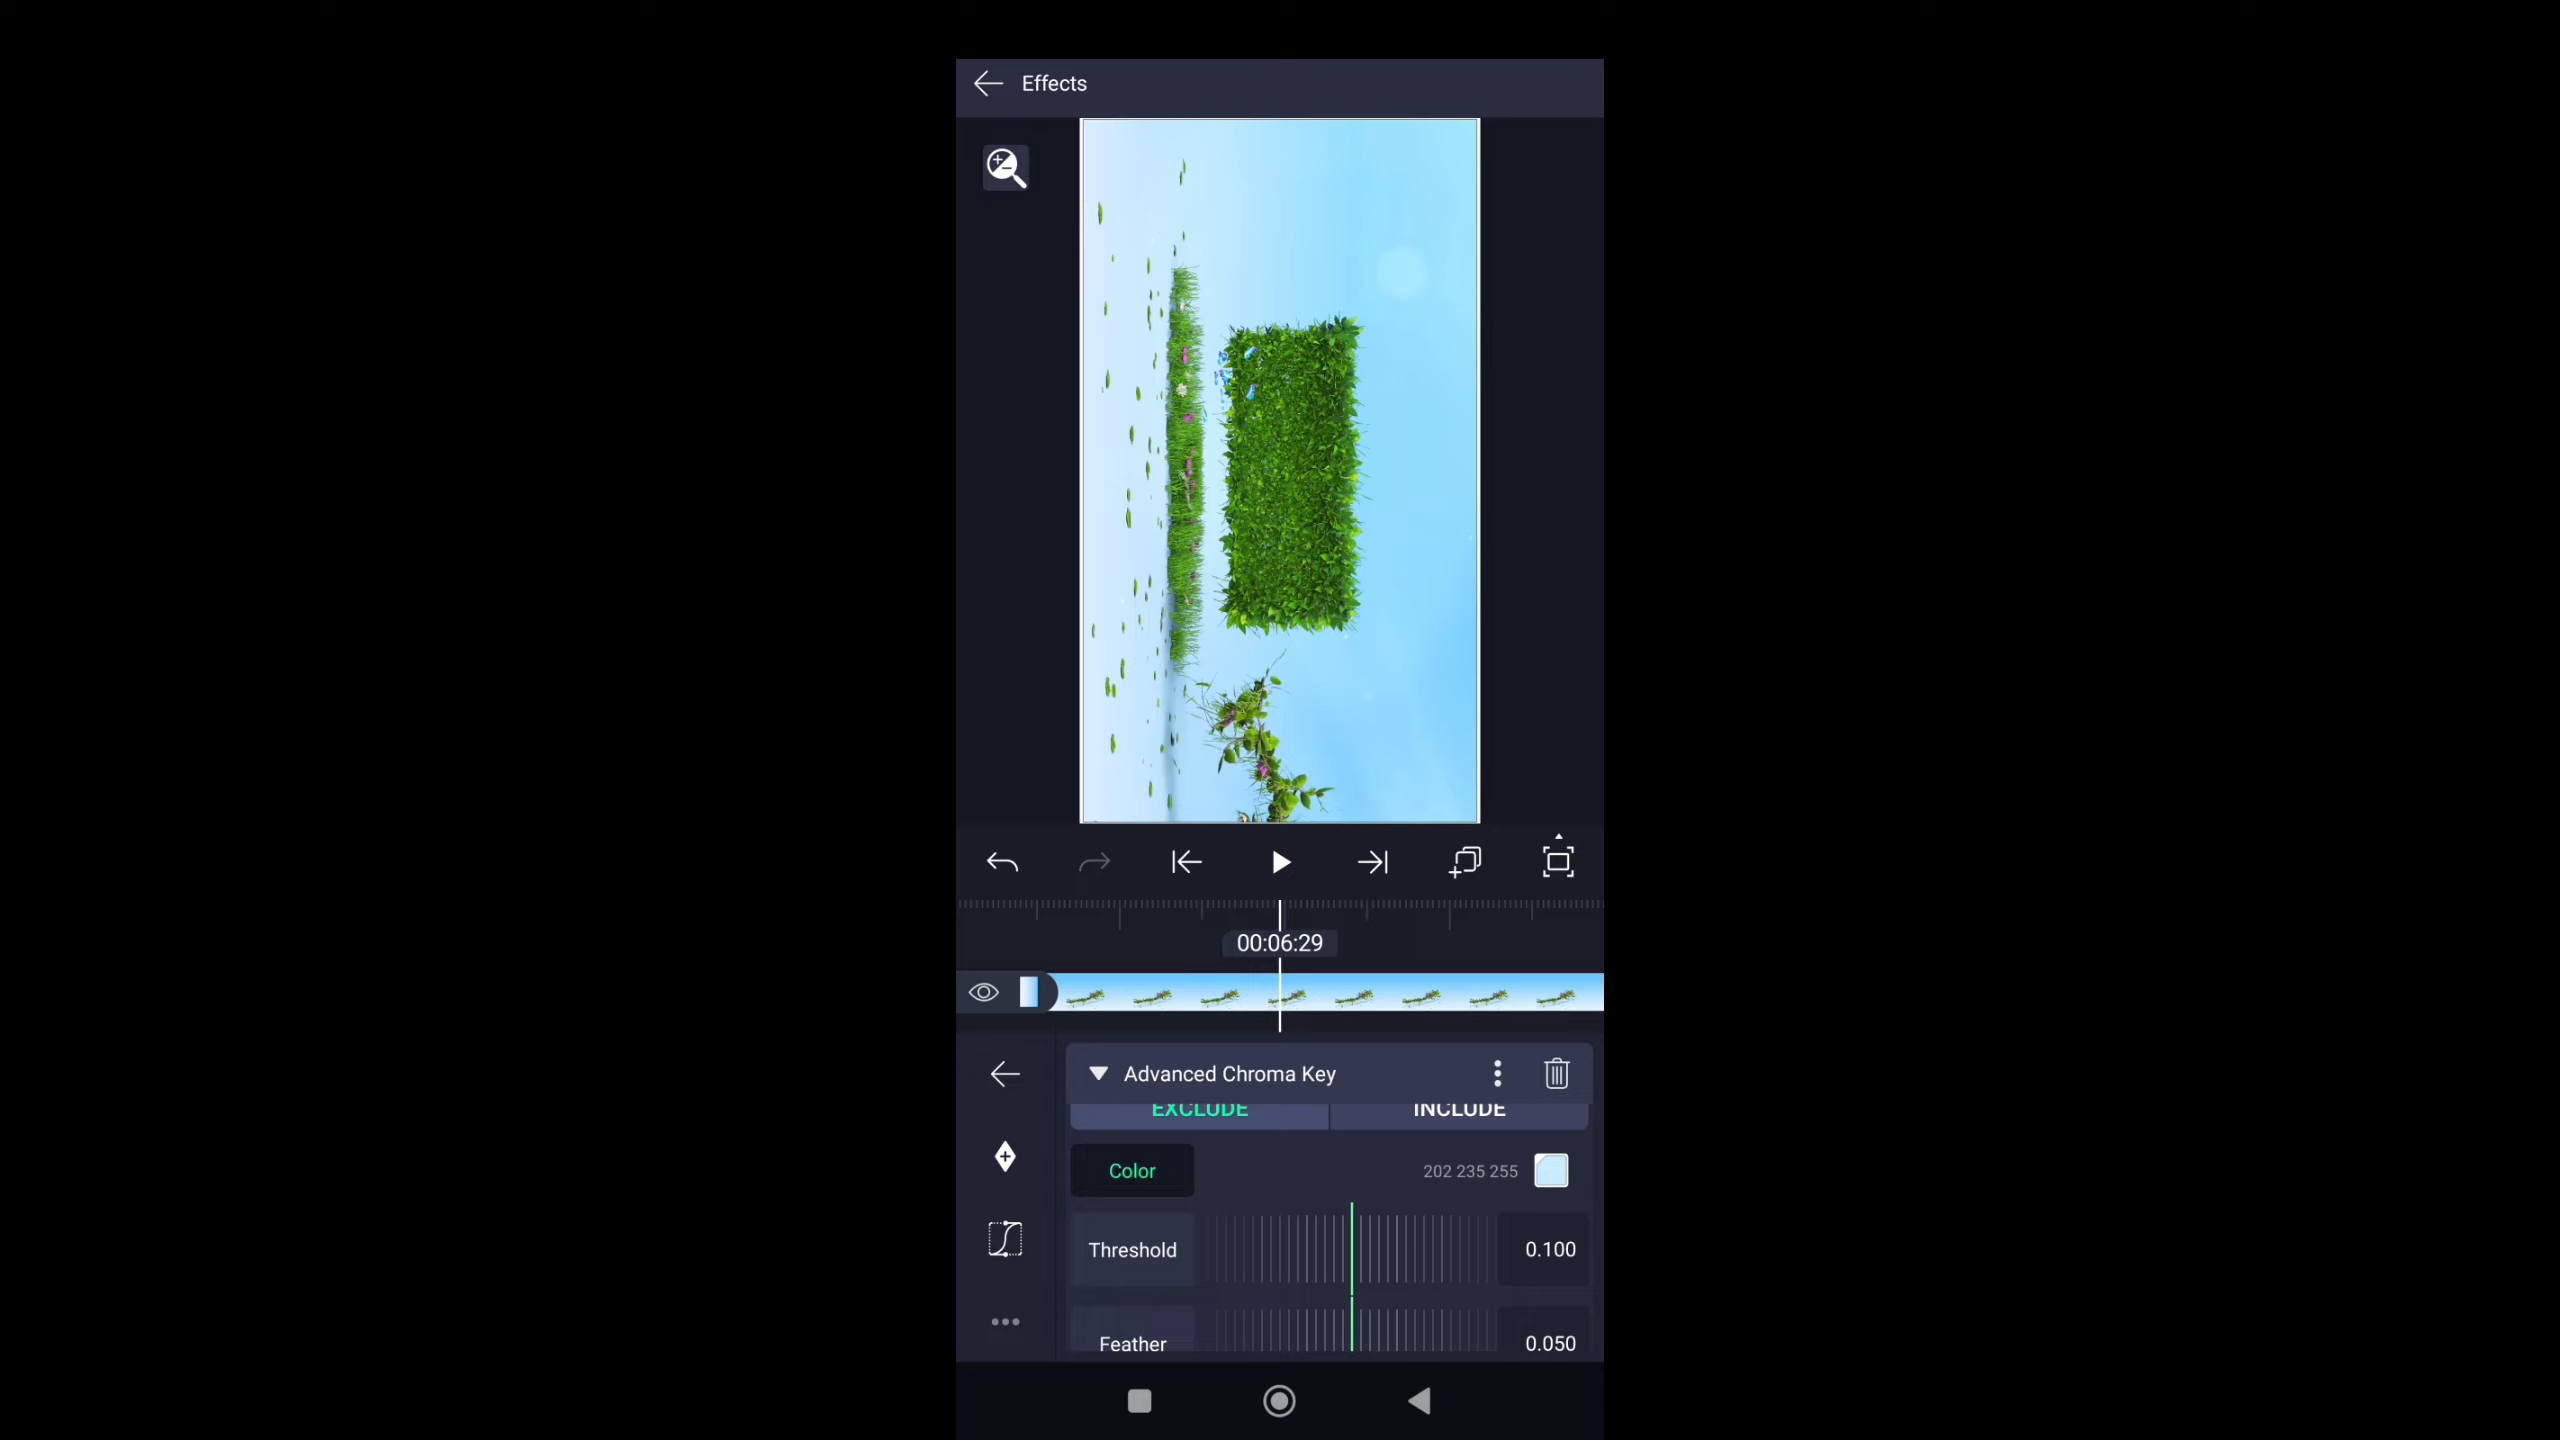 Effects
00:06:29
Advanced Chroma Key
EXCLUDE INCLUDE
Color 202 235 255
Threshold 0.100
Feather 0.050